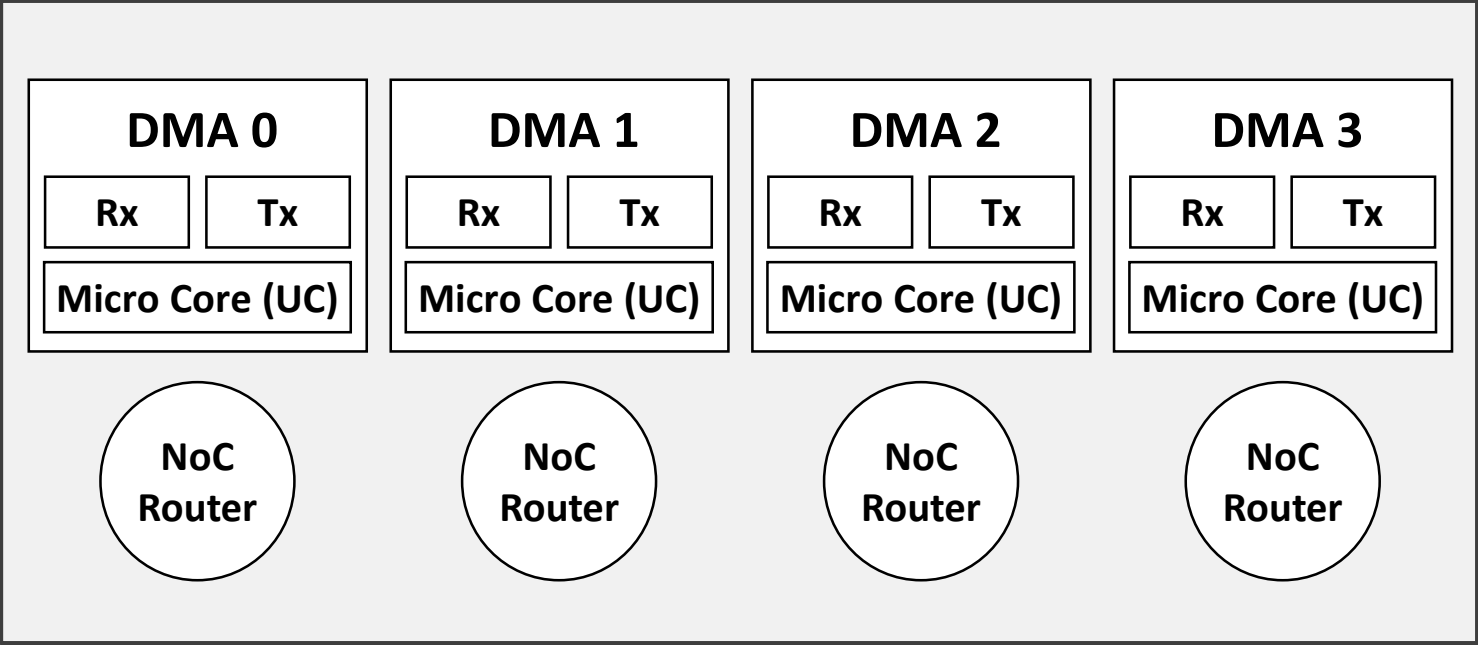 DMA 0
Rx Tx
Micro Core (UC)
NoC
Router
DMA 1
Rx Tx
Micro Core (UC)
NoC
Router
DMA 2
Rx Tx
Micro Core (UC)
NoC
Router
DMA 3
Rx Tx
Micro Core (UC)
NoC
Router